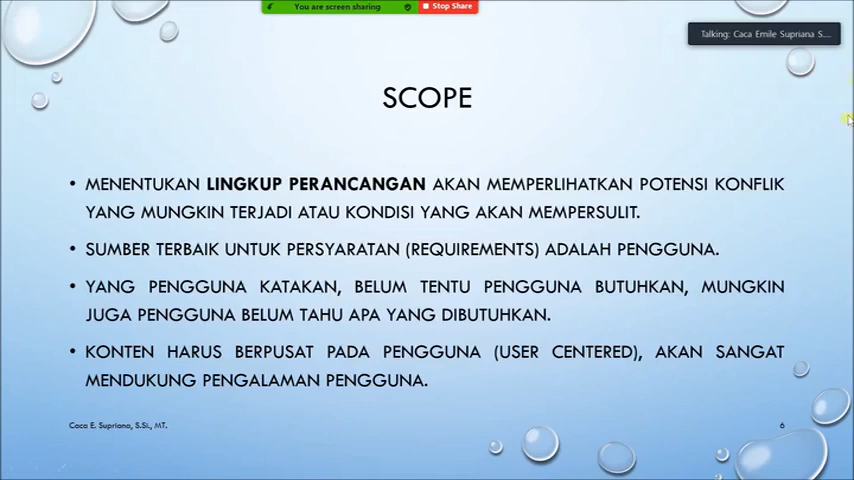 You are screen sharing
Stop Share
Talking: Caca Emile Supriana S....
SCOPE
• MENENTUKAN LINGKUP PERANCANGAN AKAN MEMPERLIHATKAN POTENSI KONFLIK
YANG MUNGKIN TERJADI ATAU KONDISI YANG AKAN MEMPERSULIT.
• SUMBER TERBAIK UNTUK PERSYARATAN (REQUIREMENTS) ADALAH PENGGUNA.
• YANG PENGGUNA KATAKAN, BELUM TENTU PENGGUNA BUTUHKAN, MUNGKIN
JUGA PENGGUNA BELUM TAHU APA YANG DIBUTUHKAN.
• KONTEN HARUS BERPUSAT PADA PENGGUNA (USER CENTERED), AKAN SANGAT
MENDUKUNG PENGALAMAN PENGGUNA.
Caca E. Supriana, S.Si., MT.
6